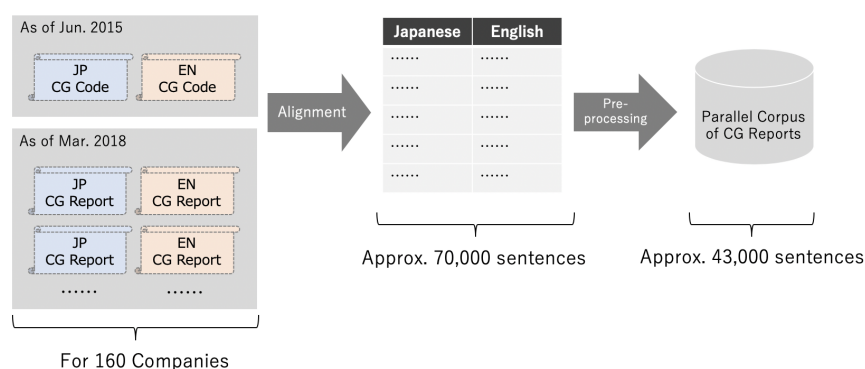 As of Jun. 2015
JP
CG Code
EN
CG Code
As of Mar. 2018
JP
CG Report
EN
CG Report
JP
CG Report
EN
CG Report
······
······
For 160 Companies
Alignment
Japanese English
······ ······
······ ······
······ ······
······ ······
······ ······
Approx. 70,000 sentences
Pre-
processing
Parallel Corpus
of CG Reports
Approx. 43,000 sentences